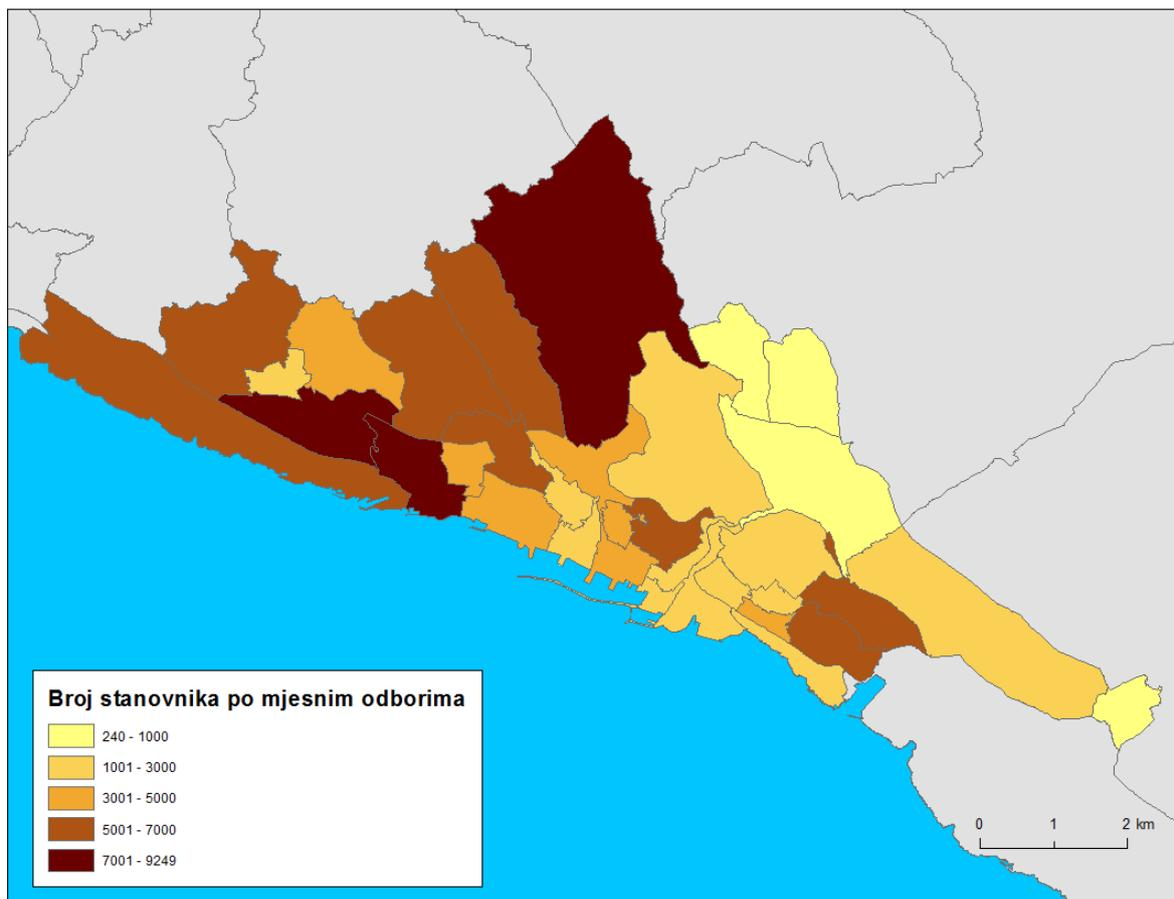 Broj stanovnika po mjesnim odborima
240 - 1000
1001 - 3000
3001 - 5000
5001 - 7000
7001 - 9249
0 1 2 km